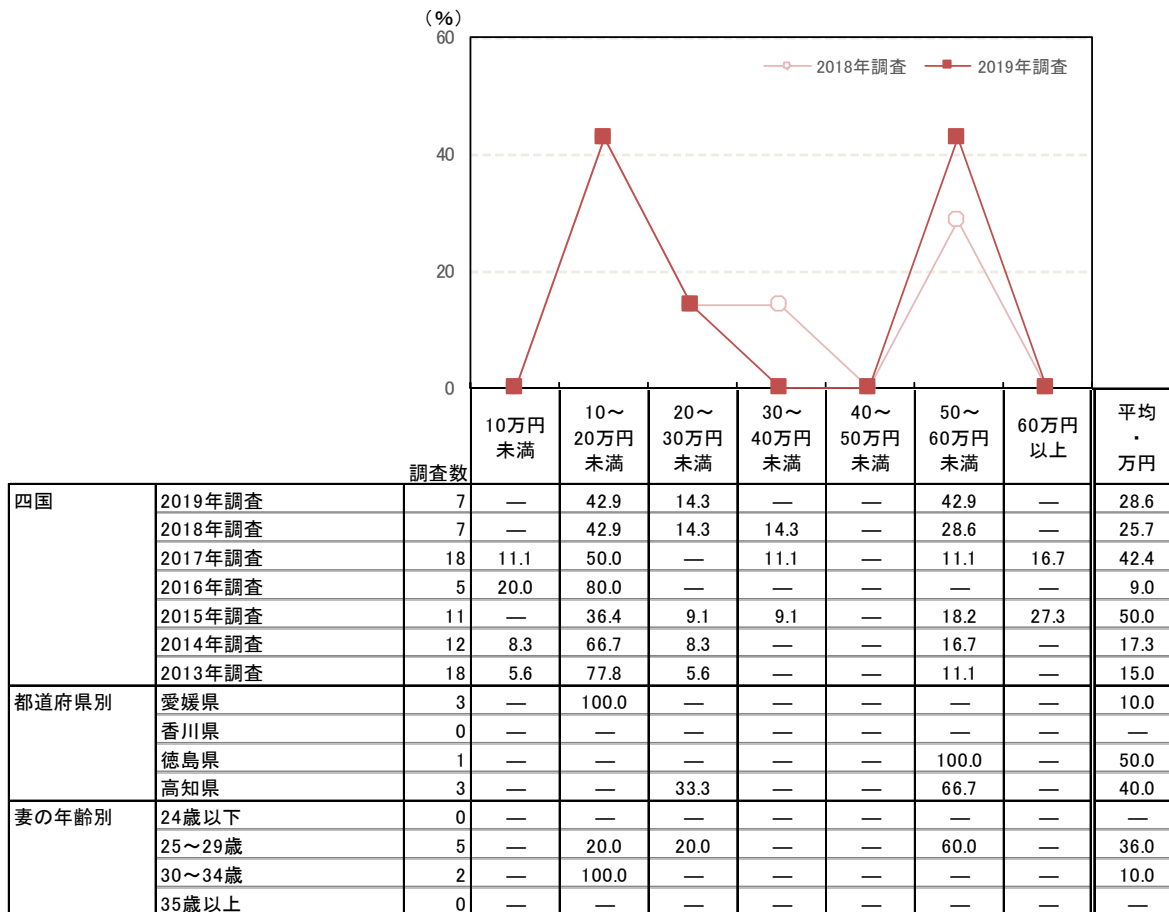 (%)
60
40
20
0
2018年調査 2019年調査
調査数 10万円未満 10～20万円未満 20～30万円未満 30～40万円未満 40～50万円未満 50～60万円未満 60万円以上 平均・万円
四国 2019年調査 7 — 42.9 14.3 — — 42.9 — 28.6
2018年調査 7 — 42.9 14.3 14.3 — 28.6 — 25.7
2017年調査 18 11.1 50.0 — 11.1 — 11.1 16.7 42.4
2016年調査 5 20.0 80.0 — — — — — 9.0
2015年調査 11 — 36.4 9.1 9.1 — 18.2 27.3 50.0
2014年調査 12 8.3 66.7 8.3 — — 16.7 — 17.3
2013年調査 18 5.6 77.8 5.6 — — 11.1 — 15.0
都道府県別 愛媛県 3 — 100.0 — — — — — 10.0
香川県 0 — — — — — — — —
徳島県 1 — — — — — 100.0 — 50.0
高知県 3 — — 33.3 — — 66.7 — 40.0
妻の年齢別 24歳以下 0 — — — — — — — —
25～29歳 5 — 20.0 20.0 — — 60.0 — 36.0
30～34歳 2 — 100.0 — — — — — 10.0
35歳以上 0 — — — — — — — —